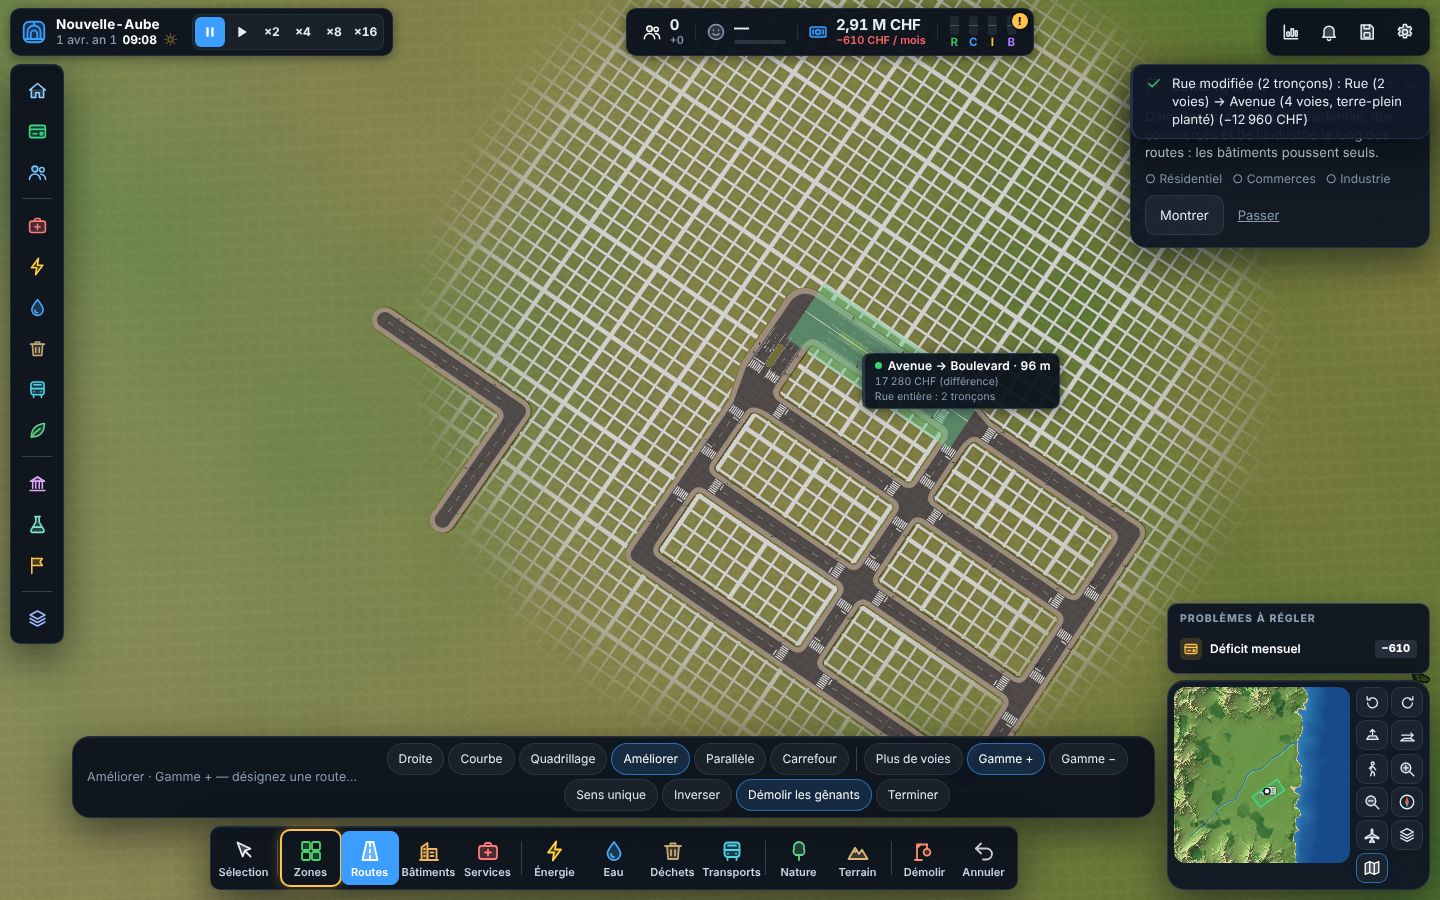 Nouvelle-Aube
1 avr. an 1 09:08
×2 ×4 ×8 ×16
0
+0
—
2,91 M CHF
−610 CHF / mois
R C I B
!
Rue modifiée (2 tronçons) : Rue (2
voies) → Avenue (4 voies, terre-plein
planté) (−12 960 CHF)
routes : les bâtiments poussent seuls.
Résidentiel Commerces Industrie
Montrer Passer
Avenue → Boulevard · 96 m
17 280 CHF (différence)
Rue entière : 2 tronçons
PROBLÈMES À RÉGLER
Déficit mensuel −610
Améliorer · Gamme + — désignez une route…
Droite Courbe Quadrillage Améliorer Parallèle Carrefour Plus de voies Gamme + Gamme −
Sens unique Inverser Démolir les gênants Terminer
Sélection Zones Routes Bâtiments Services Énergie Eau Déchets Transports Nature Terrain Démolir Annuler